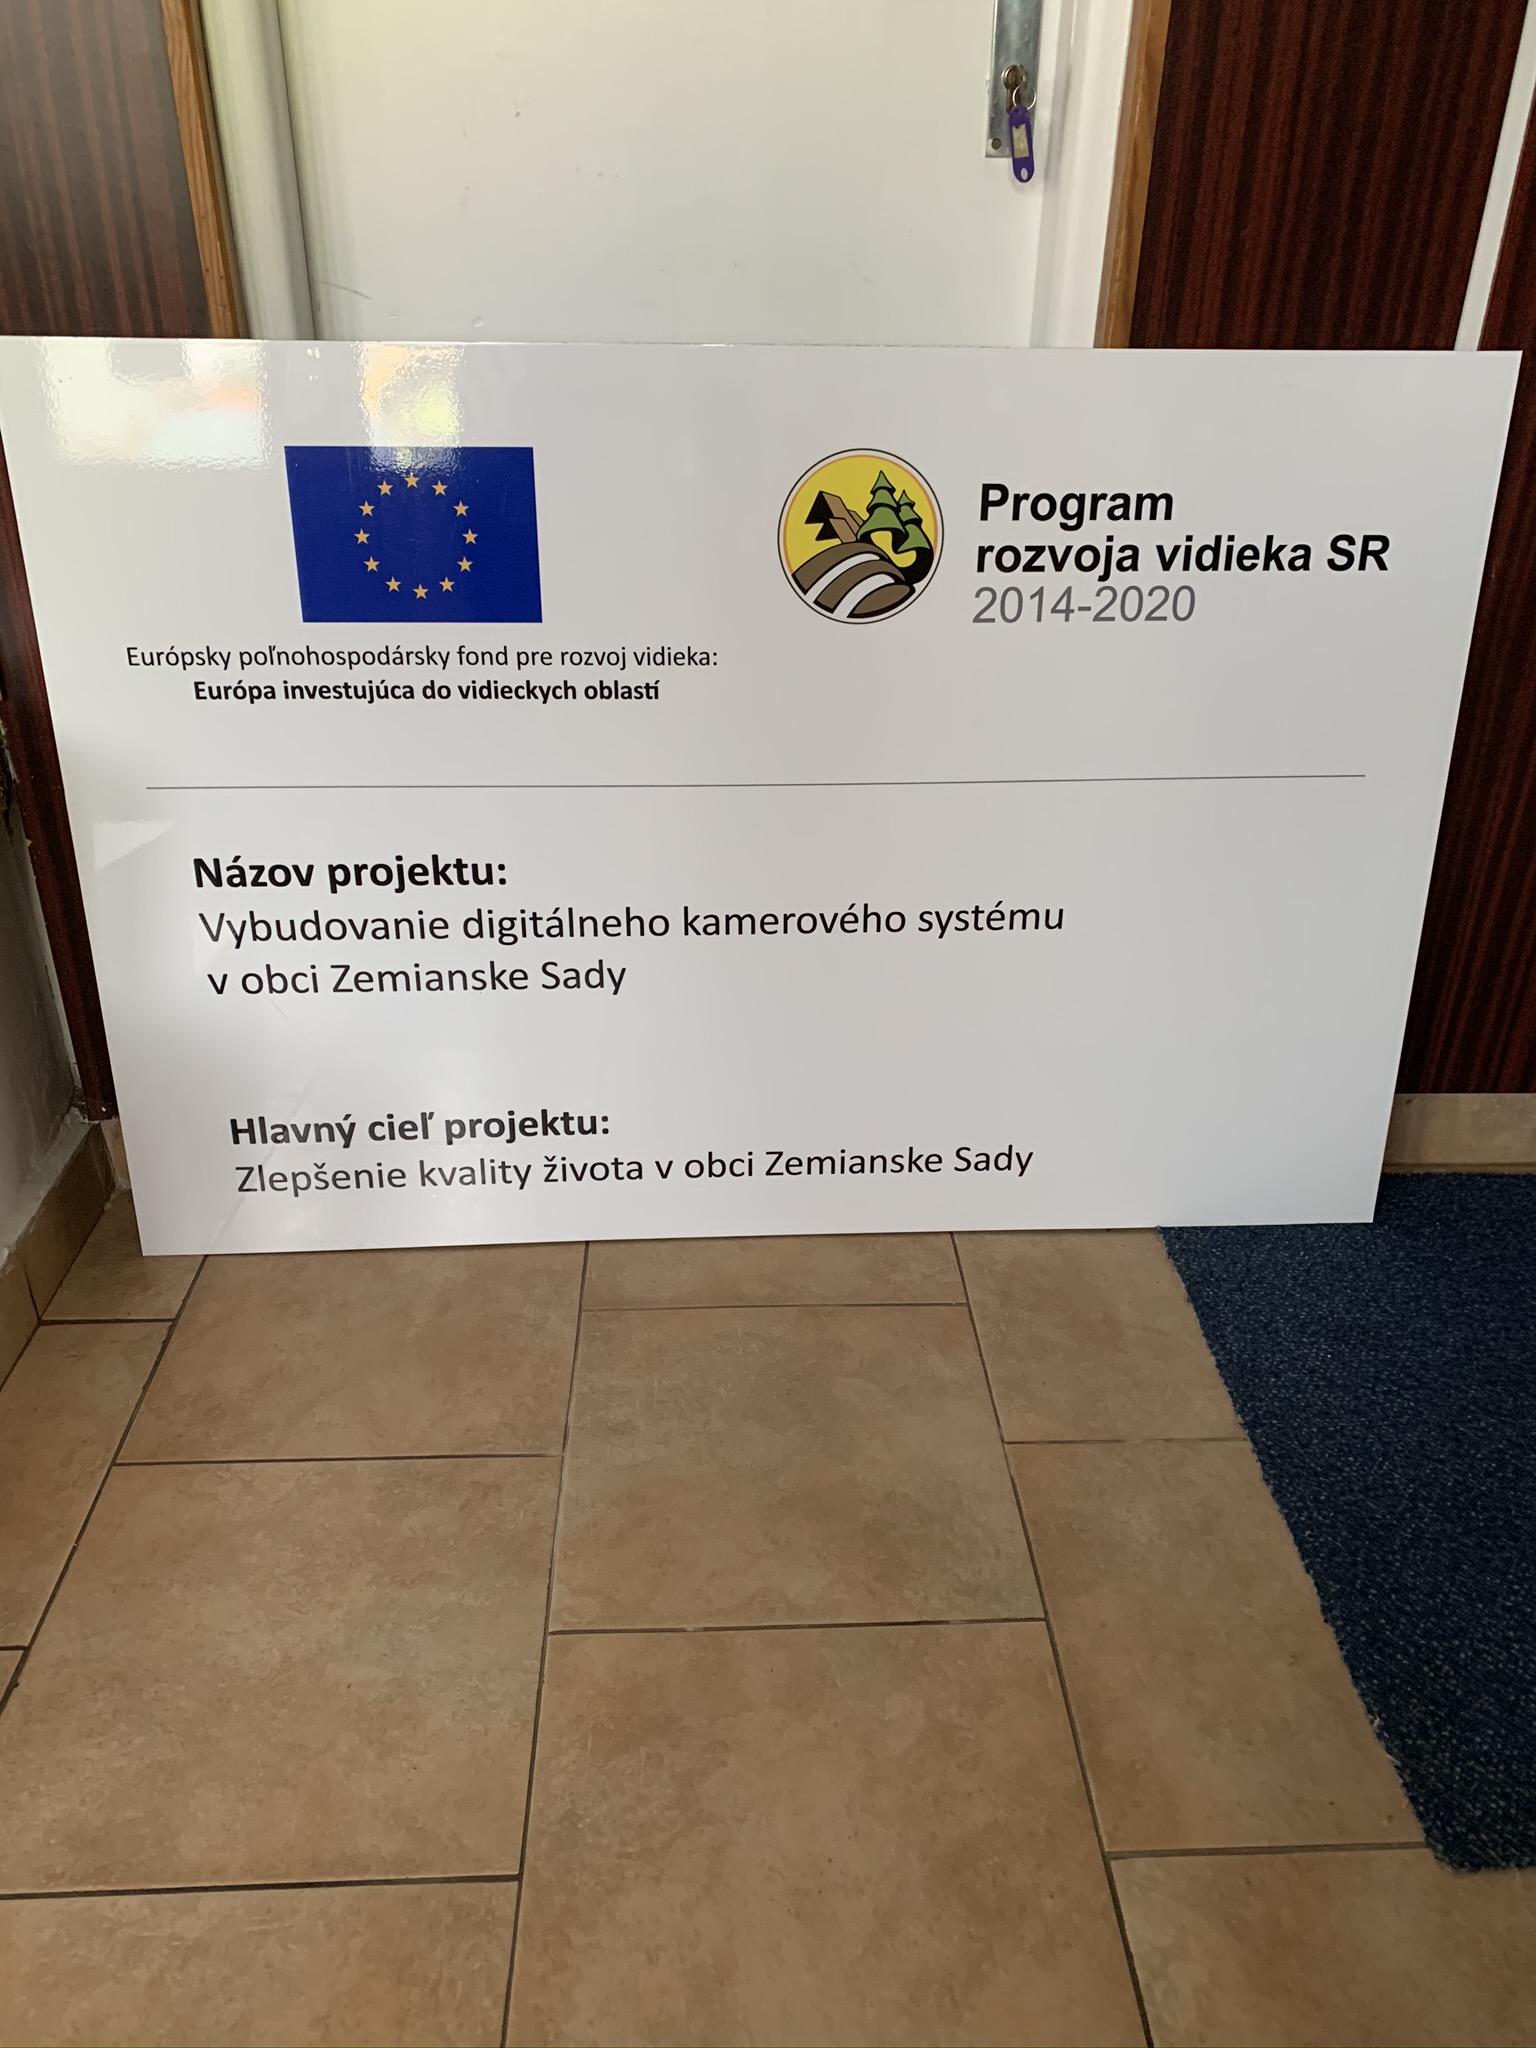 Program
rozvoja vidieka SR
2014-2020
Európsky poľnohospodársky fond pre rozvoj vidieka:
Európa investujúca do vidieckych oblastí
Názov projektu:
Vybudovanie digitálneho kamerového systému
v obci Zemianske Sady
Hlavný cieľ projektu:
Zlepšenie kvality života v obci Zemianske Sady